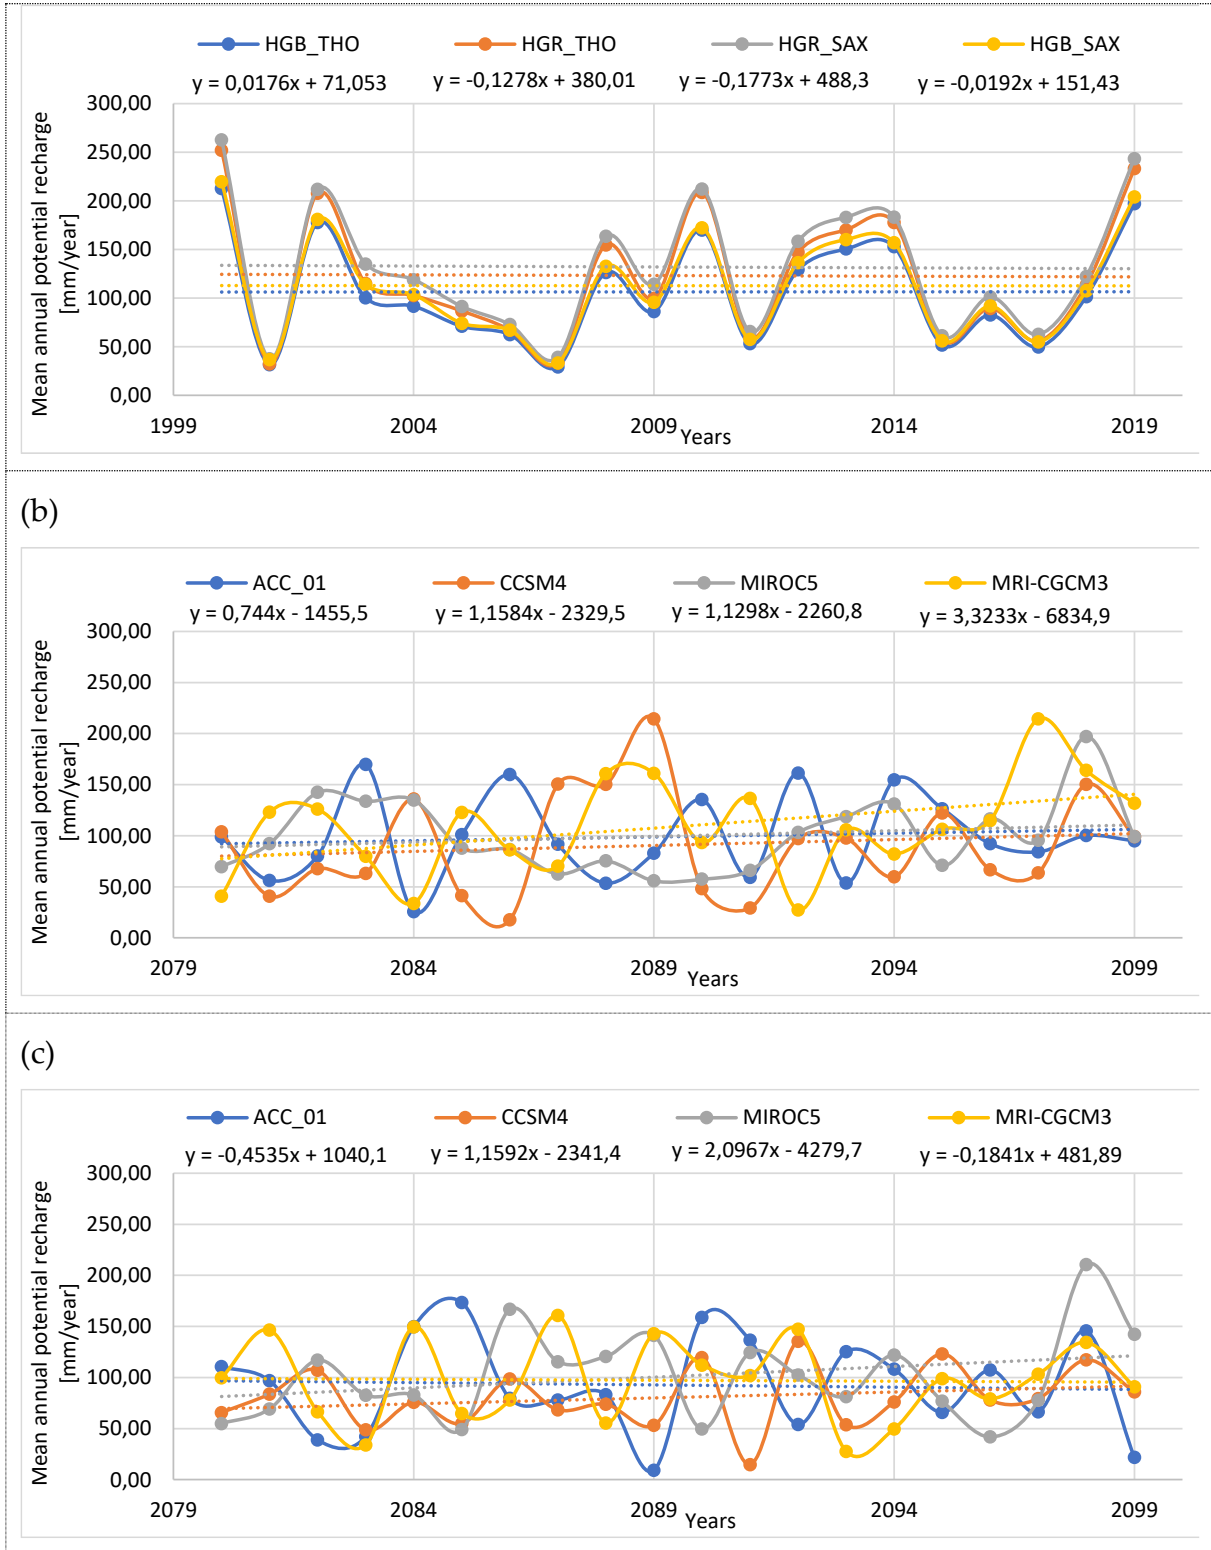 HGB_THO HGR_THO HGR_SAX HGB_SAX
y = 0,0176x + 71,053 y = -0,1278x + 380,01 y = -0,1773x + 488,3 y = -0,0192x + 151,43
Mean annual potential recharge
[mm/year]
300,00
250,00
200,00
150,00
100,00
50,00
0,00
1999 2004 2009 2014 2019
Years
(b)
ACC_01 CCSM4 MIROC5 MRI-CGCM3
y = 0,744x - 1455,5 y = 1,1584x - 2329,5 y = 1,1298x - 2260,8 y = 3,3233x - 6834,9
Mean annual potential recharge
[mm/year]
300,00
250,00
200,00
150,00
100,00
50,00
0,00
2079 2084 2089 2094 2099
Years
(c)
ACC_01 CCSM4 MIROC5 MRI-CGCM3
y = -0,4535x + 1040,1 y = 1,1592x - 2341,4 y = 2,0967x - 4279,7 y = -0,1841x + 481,89
Mean annual potential recharge
[mm/year]
300,00
250,00
200,00
150,00
100,00
50,00
0,00
2079 2084 2089 2094 2099
Years